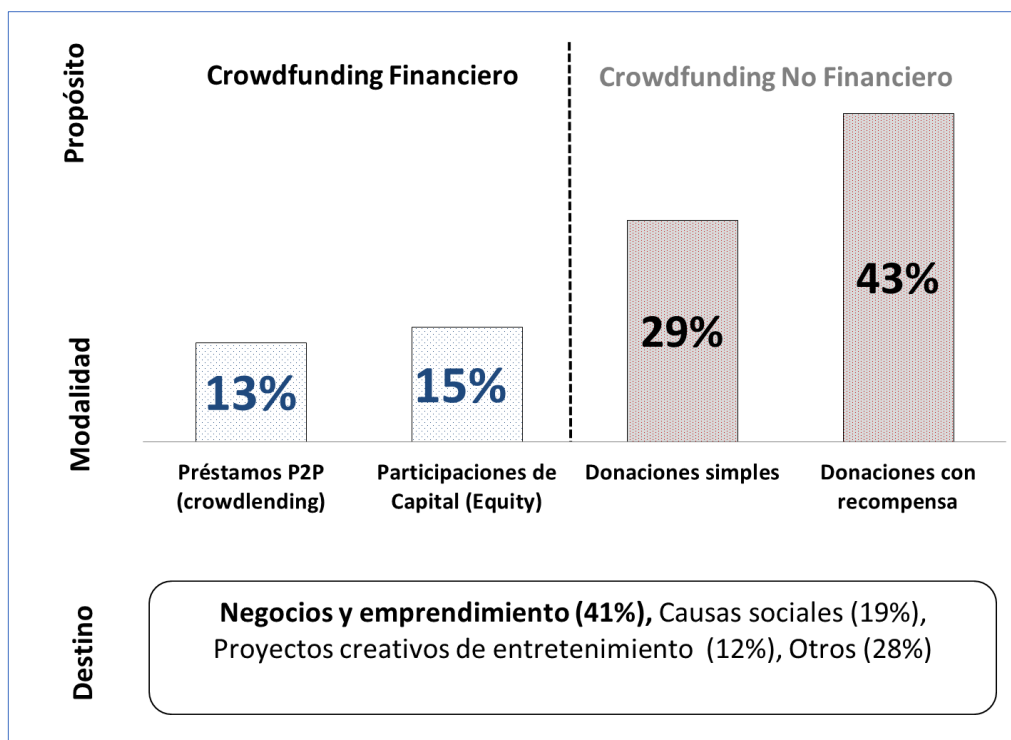 Propósito
Crowdfunding Financiero
Crowdfunding No Financiero
Modalidad
13%
15%
29%
43%
Préstamos P2P
(crowdlending)
Participaciones de
Capital (Equity)
Donaciones simples
Donaciones con
recompensa
Destino
Negocios y emprendimiento (41%), Causas sociales (19%),
Proyectos creativos de entretenimiento (12%), Otros (28%)